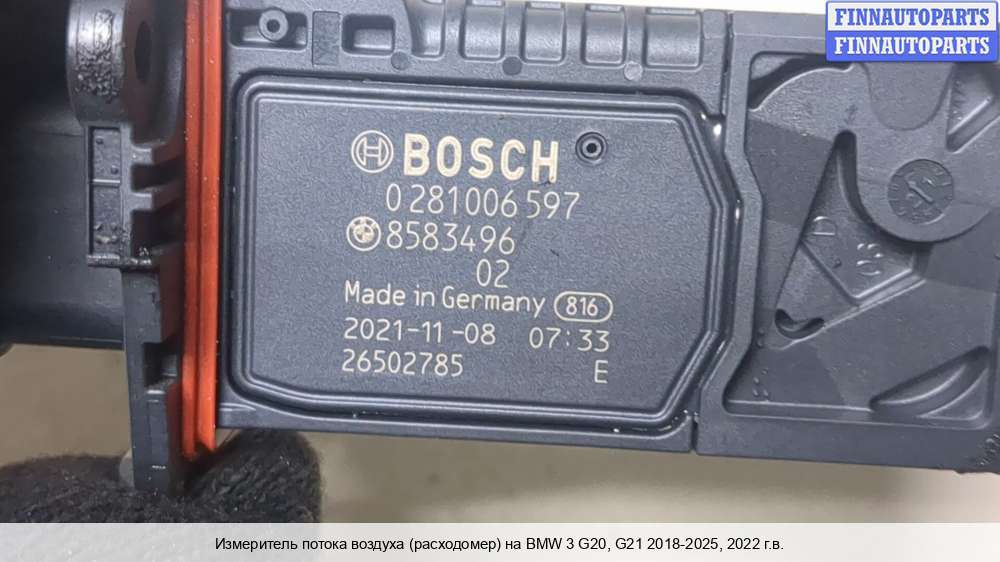 FINNAUTOPARTS
FINNAUTOPARTS
BOSCH
0 281 006 597
8583496
02
Made in Germany 816
2021-11-08 07:33
26502785 E
D
Измеритель потока воздуха (расходомер) на BMW 3 G20, G21 2018-2025, 2022 г.в.